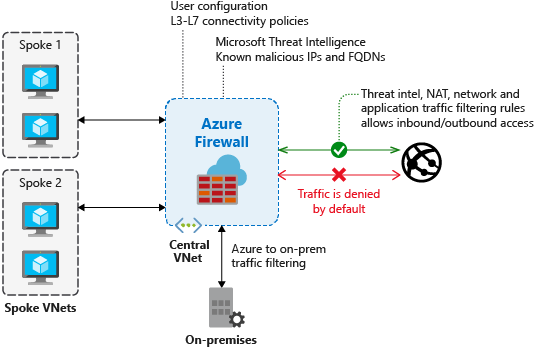 User configuration
L3-L7 connectivity policies
Microsoft Threat Intelligence
Known malicious IPs and FQDNs
Spoke 1
Spoke 2
Spoke VNets
Azure
Firewall
Central
VNet
Threat intel, NAT, network and
application traffic filtering rules
allows inbound/outbound access
Traffic is denied
by default
Azure to on-prem
traffic filtering
On-premises